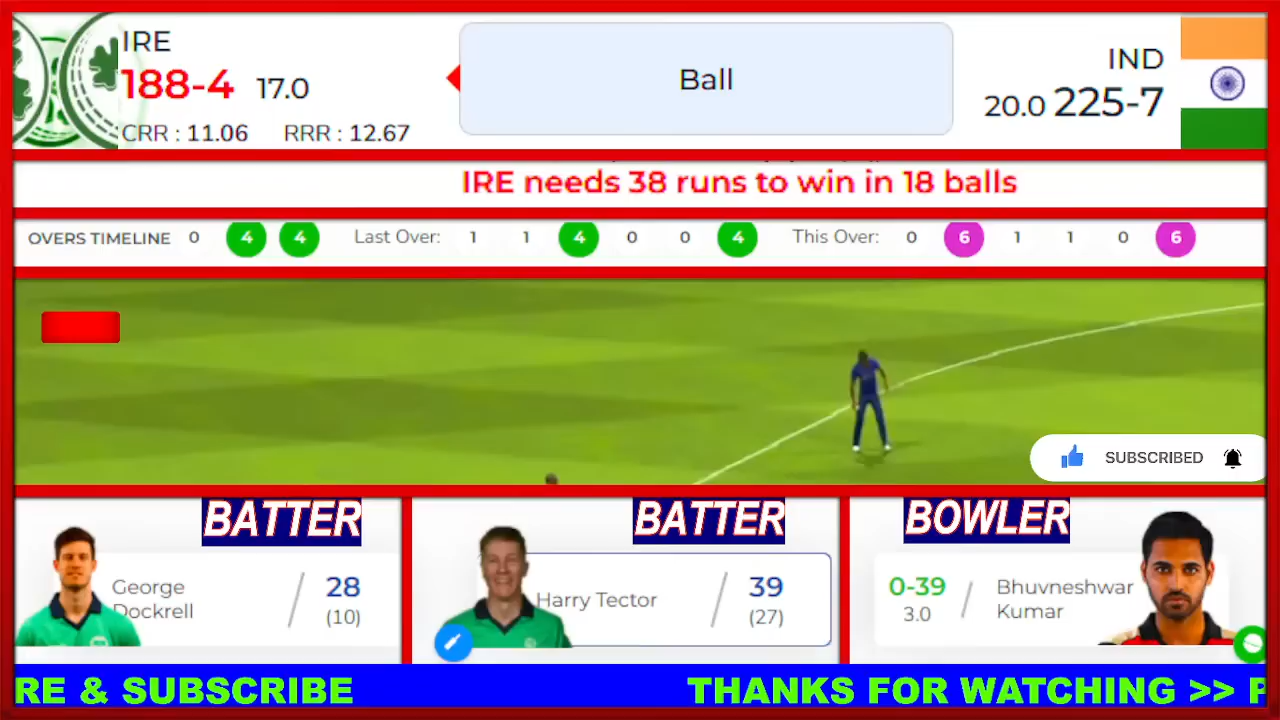 IRE
188-4 17.0
CRR : 11.06 RRR : 12.67
Ball
IND
20.0 225-7
IRE needs 38 runs to win in 18 balls
OVERS TIMELINE 0 4 4 Last Over: 1 1 4 0 0 4 This Over: 0 6 1 1 0 6
SUBSCRIBED
BATTER
George
Dockrell
28
(10)
BATTER
Harry Tector
39
(27)
BOWLER
0-39
3.0
Bhuvneshwar
Kumar
RE & SUBSCRIBE THANKS FOR WATCHING >> P